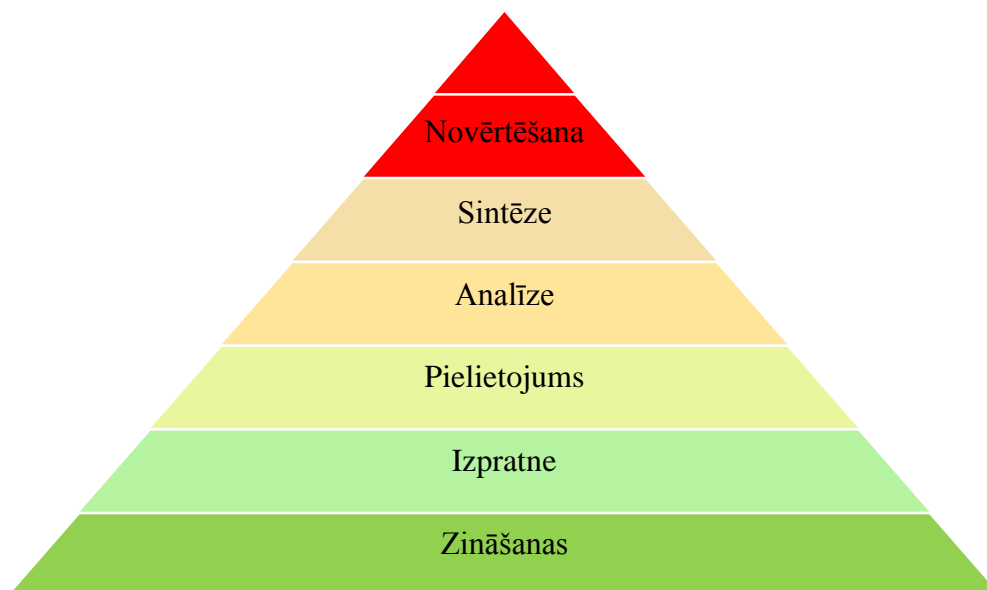 Novērtēšana
Sintēze
Analīze
Pielietojums
Izpratne
Zināšanas